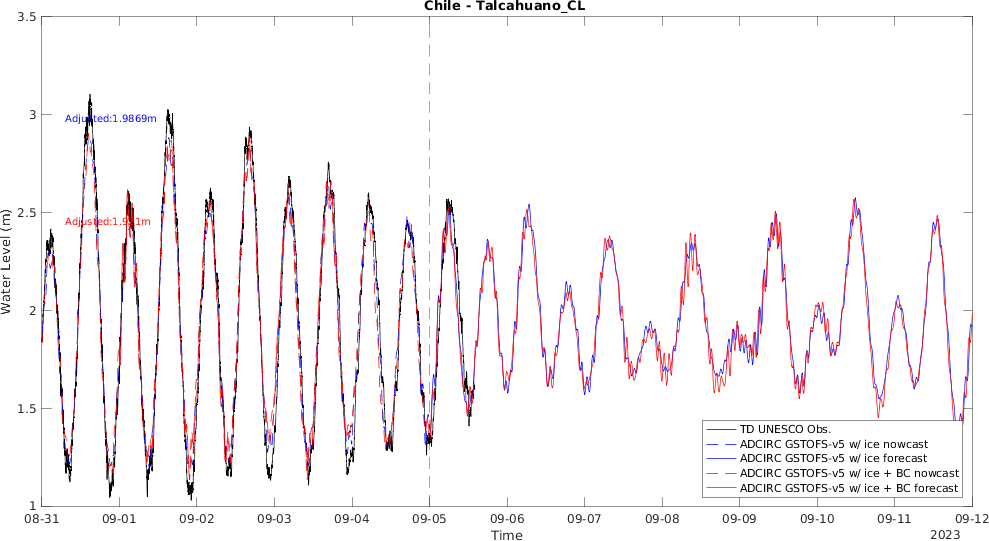 Chile - Talcahuano_CL
3.5
3
2.5
2
1.5
1
Water Level (m)
Adjusted:1.9869m
Adjusted:1.951m
TD UNESCO Obs.
ADCIRC GSTOFS-v5 w/ ice nowcast
ADCIRC GSTOFS-v5 w/ ice forecast
ADCIRC GSTOFS-v5 w/ ice + BC nowcast
ADCIRC GSTOFS-v5 w/ ice + BC forecast
08-31 09-01 09-02 09-03 09-04 09-05 09-06 09-07 09-08 09-09 09-10 09-11 09-12
Time
2023